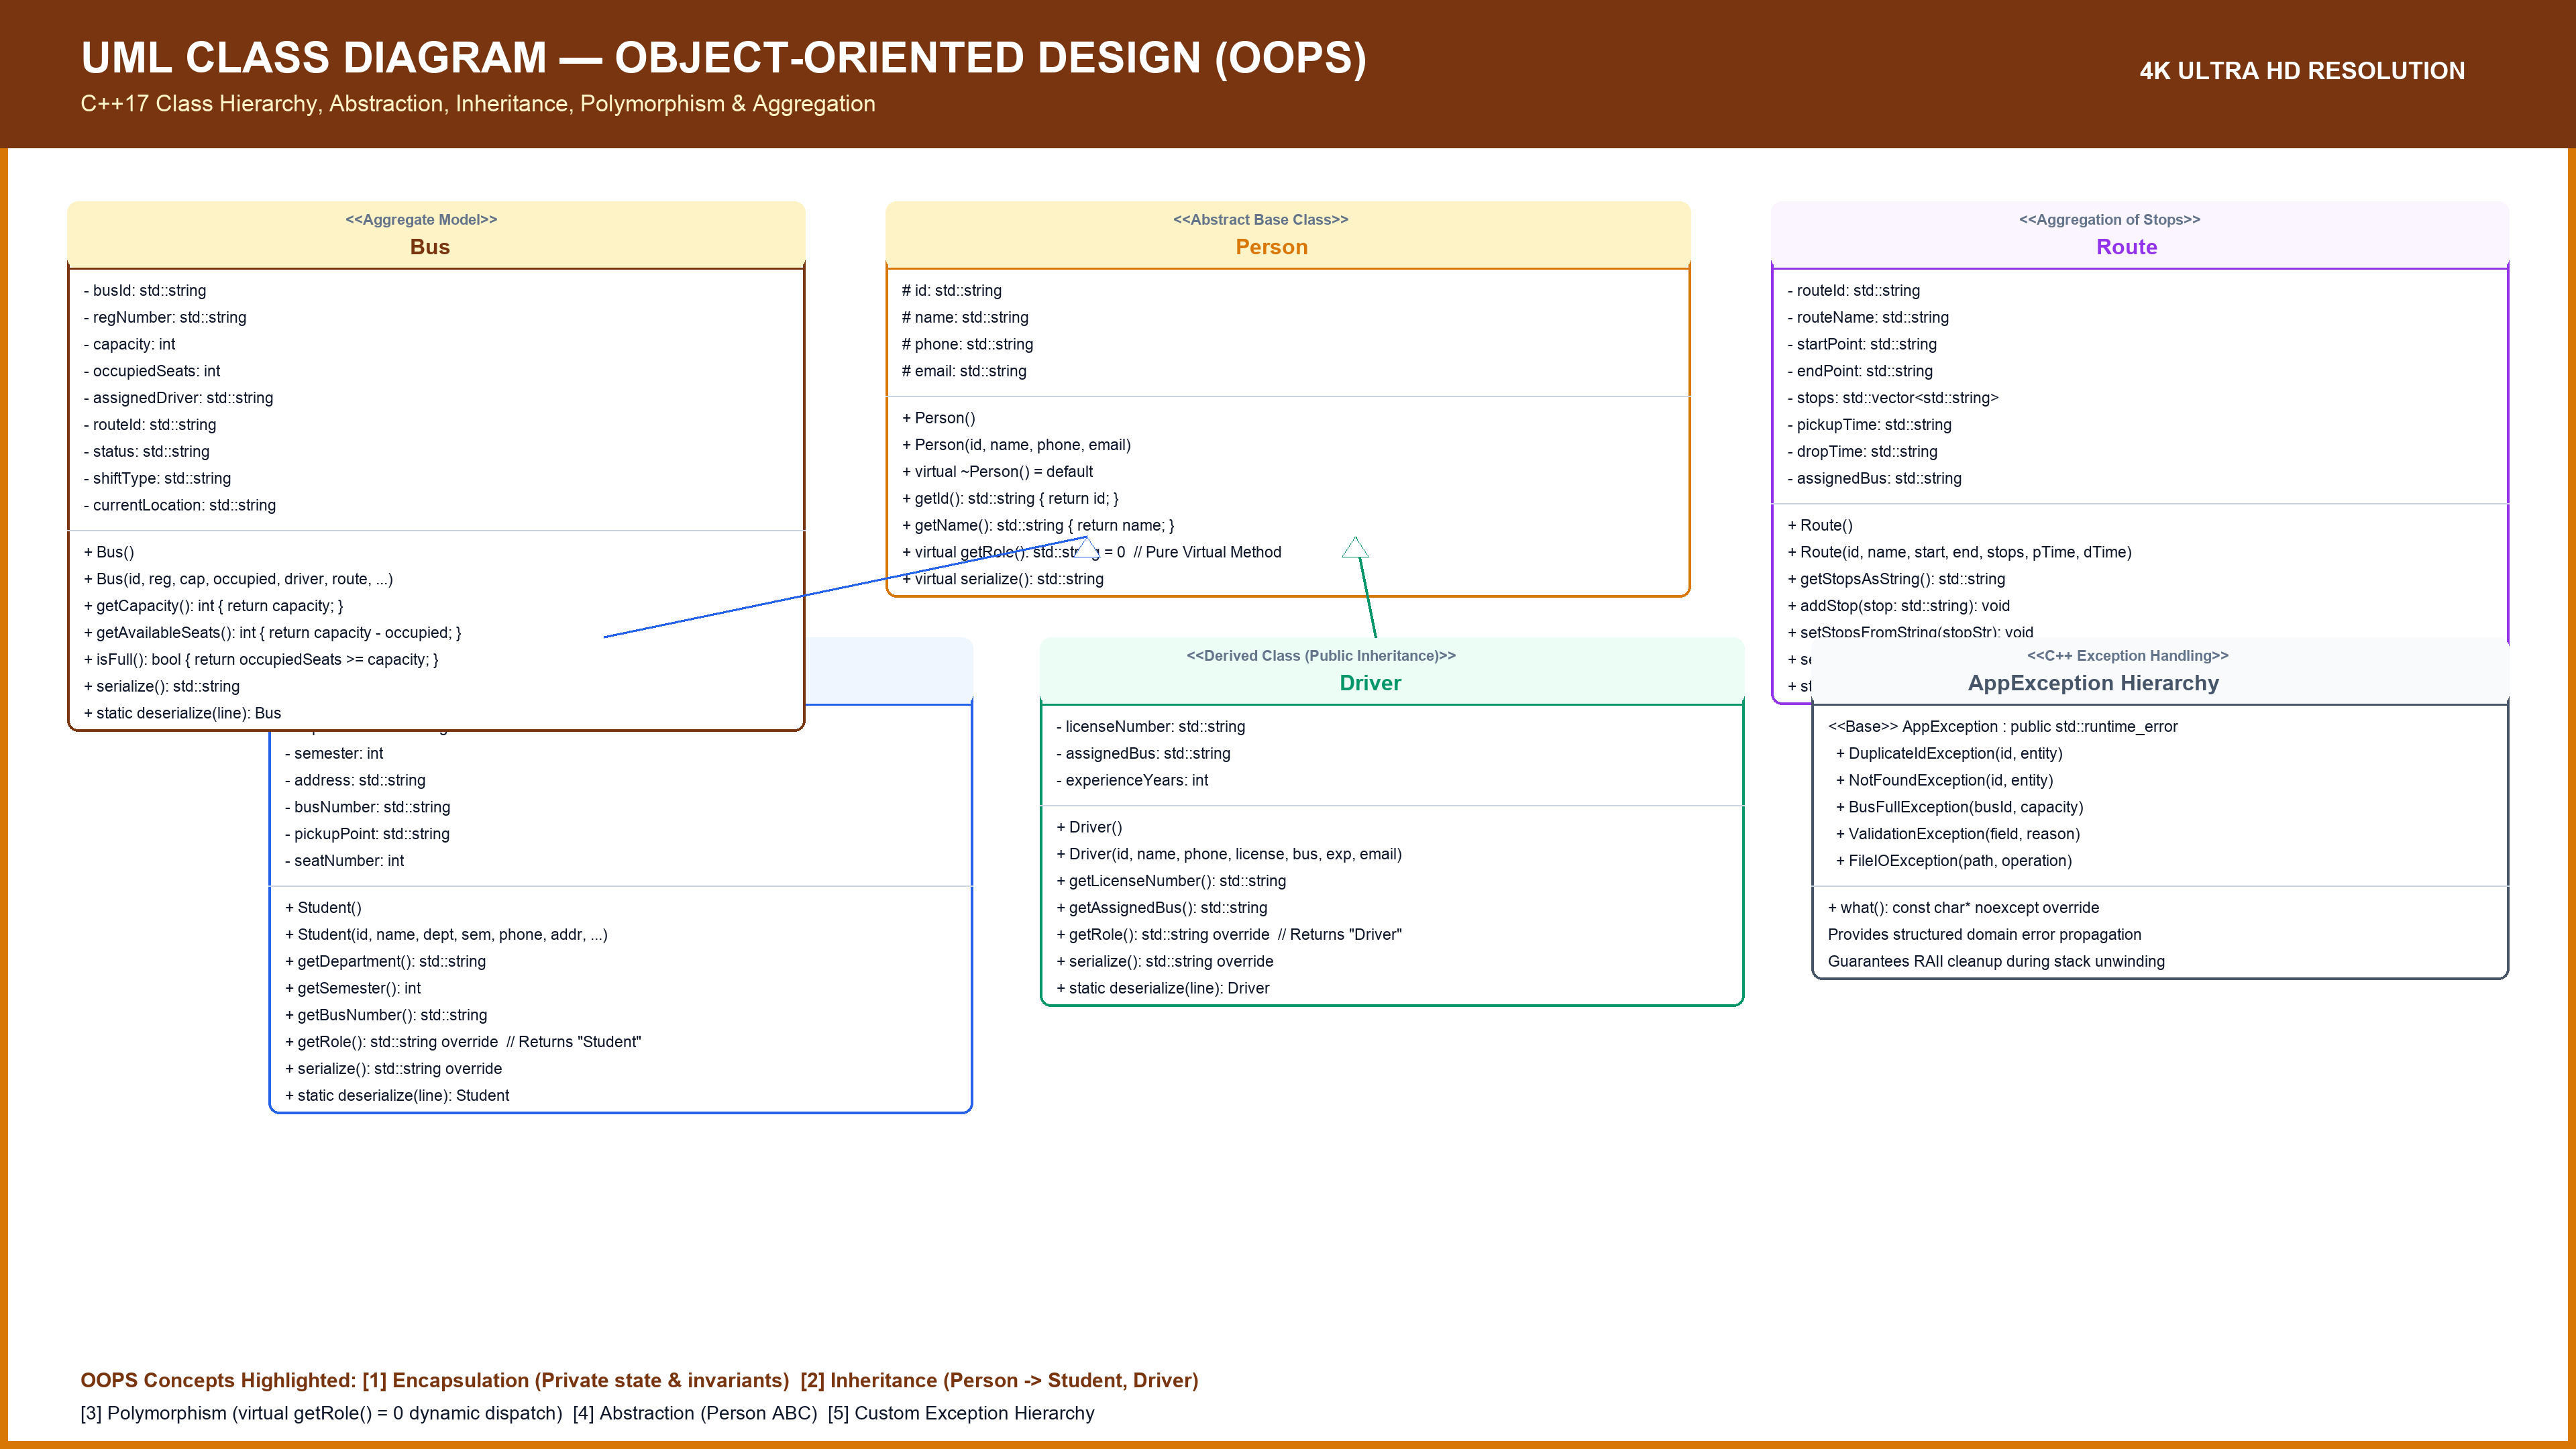 UML CLASS DIAGRAM — OBJECT-ORIENTED DESIGN (OOPS)
C++17 Class Hierarchy, Abstraction, Inheritance, Polymorphism & Aggregation
4K ULTRA HD RESOLUTION
<<Aggregate Model>>
Bus
- busId: std::string
- regNumber: std::string
- capacity: int
- occupiedSeats: int
- assignedDriver: std::string
- routeId: std::string
- status: std::string
- shiftType: std::string
- currentLocation: std::string
+ Bus()
+ Bus(id, reg, cap, occupied, driver, route, ...)
+ getCapacity(): int { return capacity; }
+ getAvailableSeats(): int { return capacity - occupied; }
+ isFull(): bool { return occupiedSeats >= capacity; }
+ serialize(): std::string
+ static deserialize(line): Bus
<<Abstract Base Class>>
Person
# id: std::string
# name: std::string
# phone: std::string
# email: std::string
+ Person()
+ Person(id, name, phone, email)
+ virtual ~Person() = default
+ getId(): std::string { return id; }
+ getName(): std::string { return name; }
+ virtual getRole(): std::string = 0  // Pure Virtual Method
+ virtual serialize(): std::string
<<Aggregation of Stops>>
Route
- routeId: std::string
- routeName: std::string
- startPoint: std::string
- endPoint: std::string
- stops: std::vector<std::string>
- pickupTime: std::string
- dropTime: std::string
- assignedBus: std::string
+ Route()
+ Route(id, name, start, end, stops, pTime, dTime)
+ getStopsAsString(): std::string
+ addStop(stop: std::string): void
+ setStopsFromString(stopStr): void
- semester: int
- address: std::string
- busNumber: std::string
- pickupPoint: std::string
- seatNumber: int
+ Student()
+ Student(id, name, dept, sem, phone, addr, ...)
+ getDepartment(): std::string
+ getSemester(): int
+ getBusNumber(): std::string
+ getRole(): std::string override  // Returns "Student"
+ serialize(): std::string override
+ static deserialize(line): Student
<<Derived Class (Public Inheritance)>>
Driver
- licenseNumber: std::string
- assignedBus: std::string
- experienceYears: int
+ Driver()
+ Driver(id, name, phone, license, bus, exp, email)
+ getLicenseNumber(): std::string
+ getAssignedBus(): std::string
+ getRole(): std::string override  // Returns "Driver"
+ serialize(): std::string override
+ static deserialize(line): Driver
<<C++ Exception Handling>>
AppException Hierarchy
<<Base>> AppException : public std::runtime_error
+ DuplicateIdException(id, entity)
+ NotFoundException(id, entity)
+ BusFullException(busId, capacity)
+ ValidationException(field, reason)
+ FileIOException(path, operation)
+ what(): const char* noexcept override
Provides structured domain error propagation
Guarantees RAII cleanup during stack unwinding
OOPS Concepts Highlighted: [1] Encapsulation (Private state & invariants)  [2] Inheritance (Person -> Student, Driver)
[3] Polymorphism (virtual getRole() = 0 dynamic dispatch)  [4] Abstraction (Person ABC)  [5] Custom Exception Hierarchy